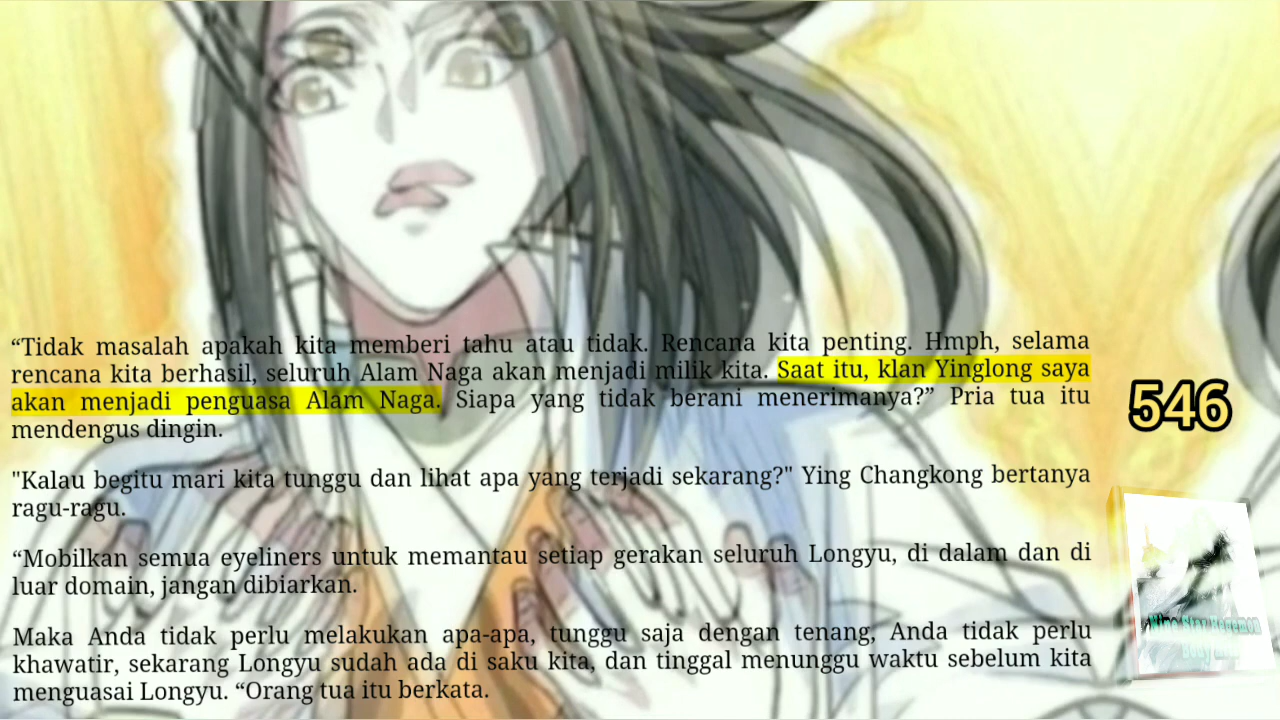 “Tidak masalah apakah kita memberi tahu atau tidak. Rencana kita penting. Hmph, selama
rencana kita berhasil, seluruh Alam Naga akan menjadi milik kita. Saat itu, klan Yinglong saya
akan menjadi penguasa Alam Naga. Siapa yang tidak berani menerimanya?” Pria tua itu
mendengus dingin.
"Kalau begitu mari kita tunggu dan lihat apa yang terjadi sekarang?" Ying Changkong bertanya
ragu-ragu.
“Mobilkan semua eyeliners untuk memantau setiap gerakan seluruh Longyu, di dalam dan di
luar domain, jangan dibiarkan.
Maka Anda tidak perlu melakukan apa-apa, tunggu saja dengan tenang, Anda tidak perlu
khawatir, sekarang Longyu sudah ada di saku kita, dan tinggal menunggu waktu sebelum kita
menguasai Longyu. “Orang tua itu berkata.
546
Nine Star Hegemon
Body